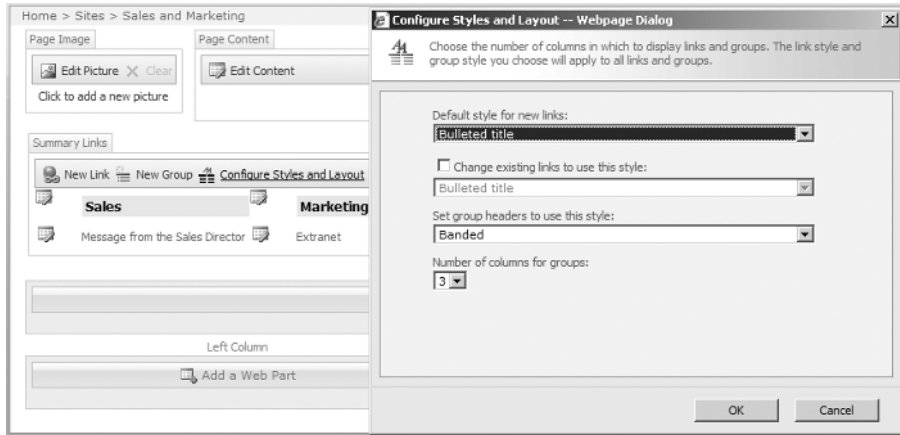 Home > Sites > Sales and Marketing
Page Image
Page Content
Edit Picture Clear
Edit Content
Click to add a new picture
Summary Links
New Link New Group Configure Styles and Layout
Sales
Marketing
Message from the Sales Director
Extranet
Left Column
Add a Web Part
Configure Styles and Layout -- Webpage Dialog
Choose the number of columns in which to display links and groups. The link style and
group style you choose will apply to all links and groups.
Default style for new links:
Bulleted title
Change existing links to use this style:
Bulleted title
Set group headers to use this style:
Banded
Number of columns for groups:
3
OK Cancel